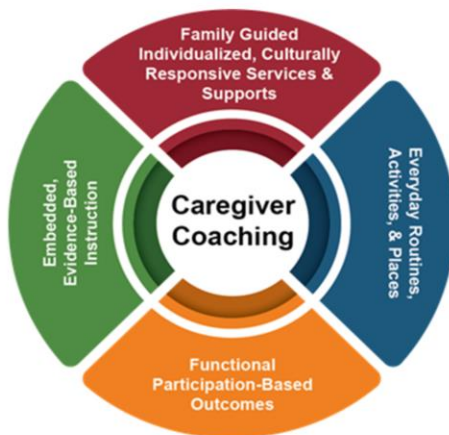 Family Guided
Individualized, Culturally
Responsive Services &
Supports
Everyday Routines,
Activities, & Places
Caregiver
Coaching
Embedded,
Evidence-Based
Instruction
Functional
Participation-Based
Outcomes